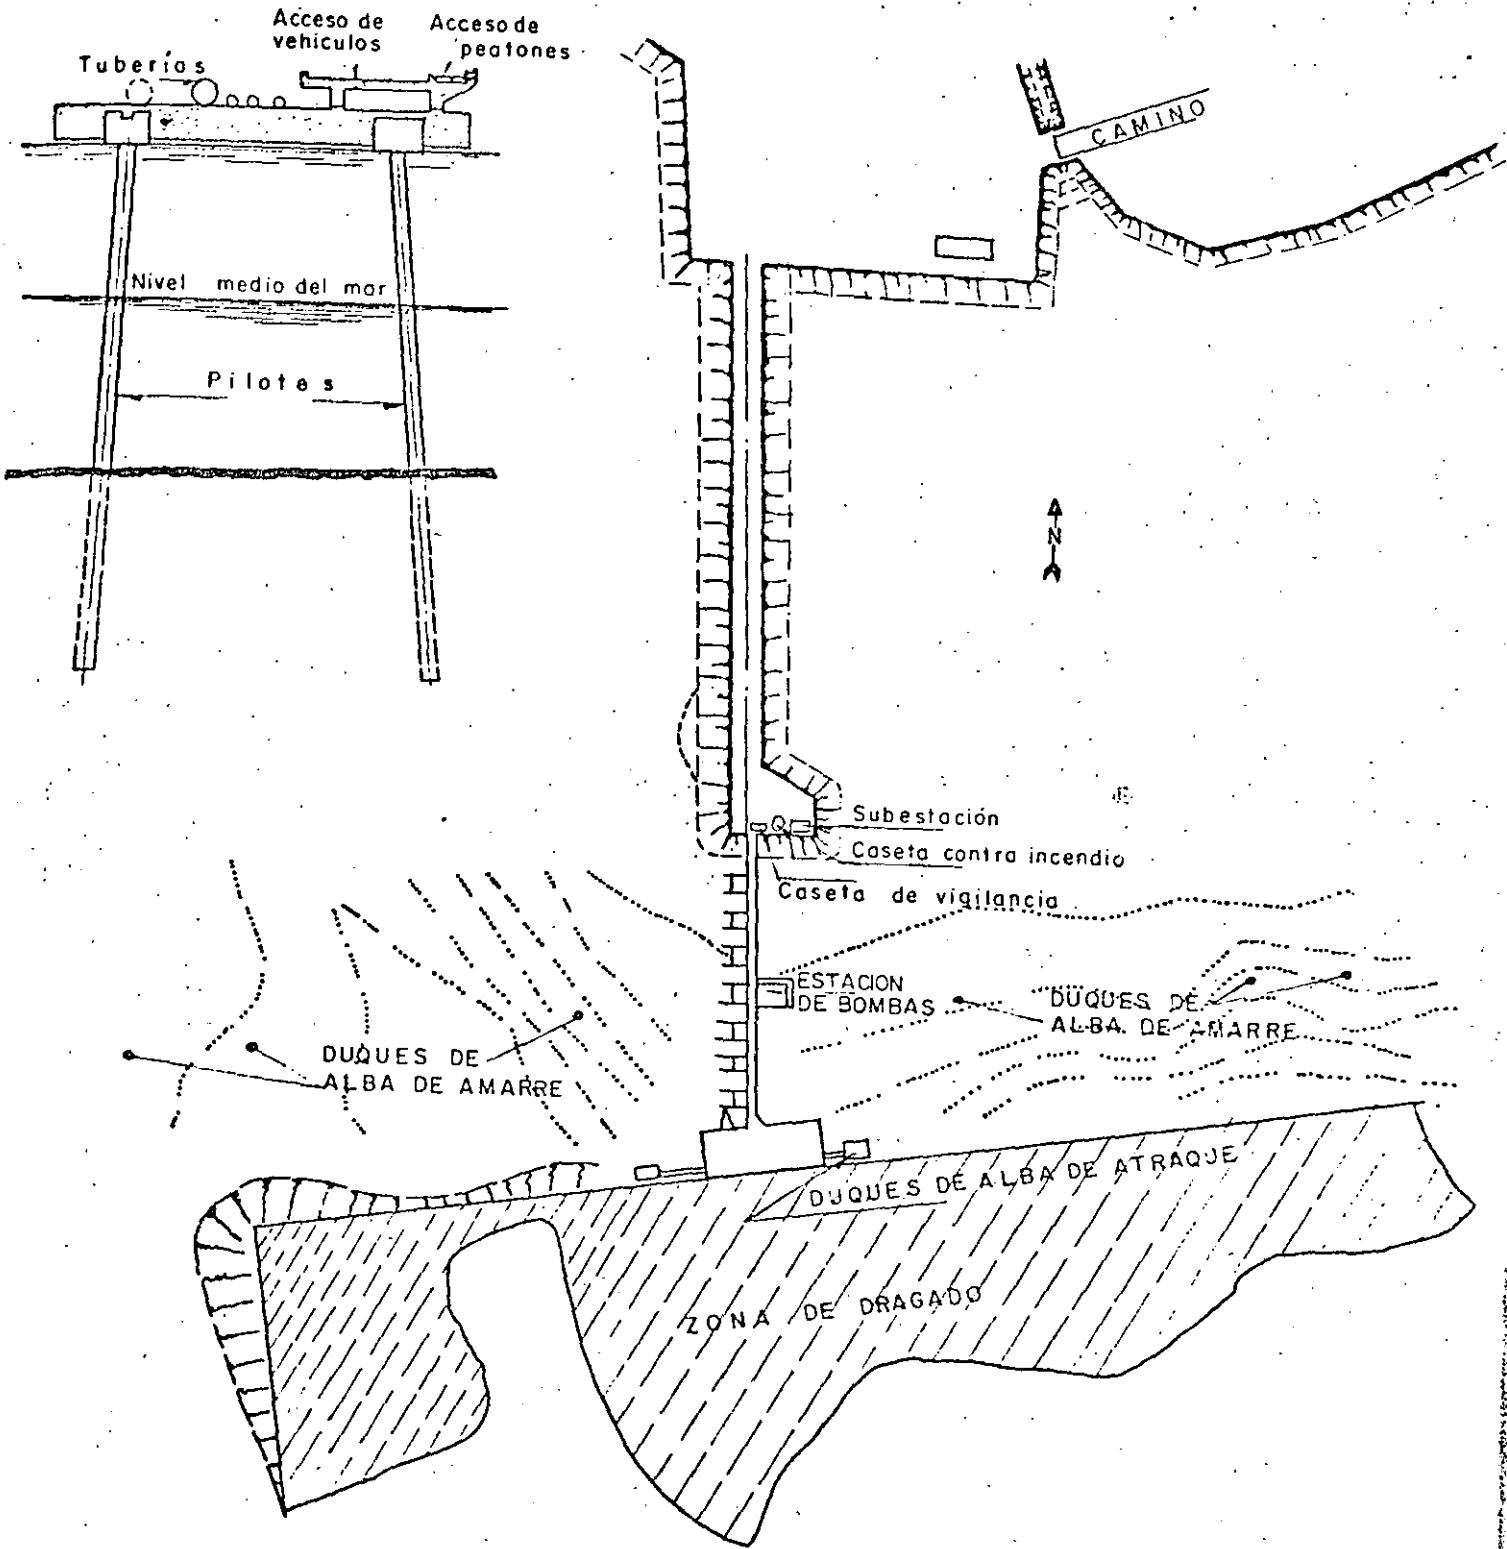 Acceso de
vehículos
Acceso de
peatones
Tuberías
CAMINO
Nivel medio del mar
Pilotes
N
Subestación
Caseta contra incendio
Caseta de vigilancia
ESTACION
DE BOMBAS
DUQUES DE
ALBA DE AMARRE
DUQUES DE
ALBA DE AMARRE
DUQUES DE ALBA DE ATRAQUE
ZONA DE DRAGADO